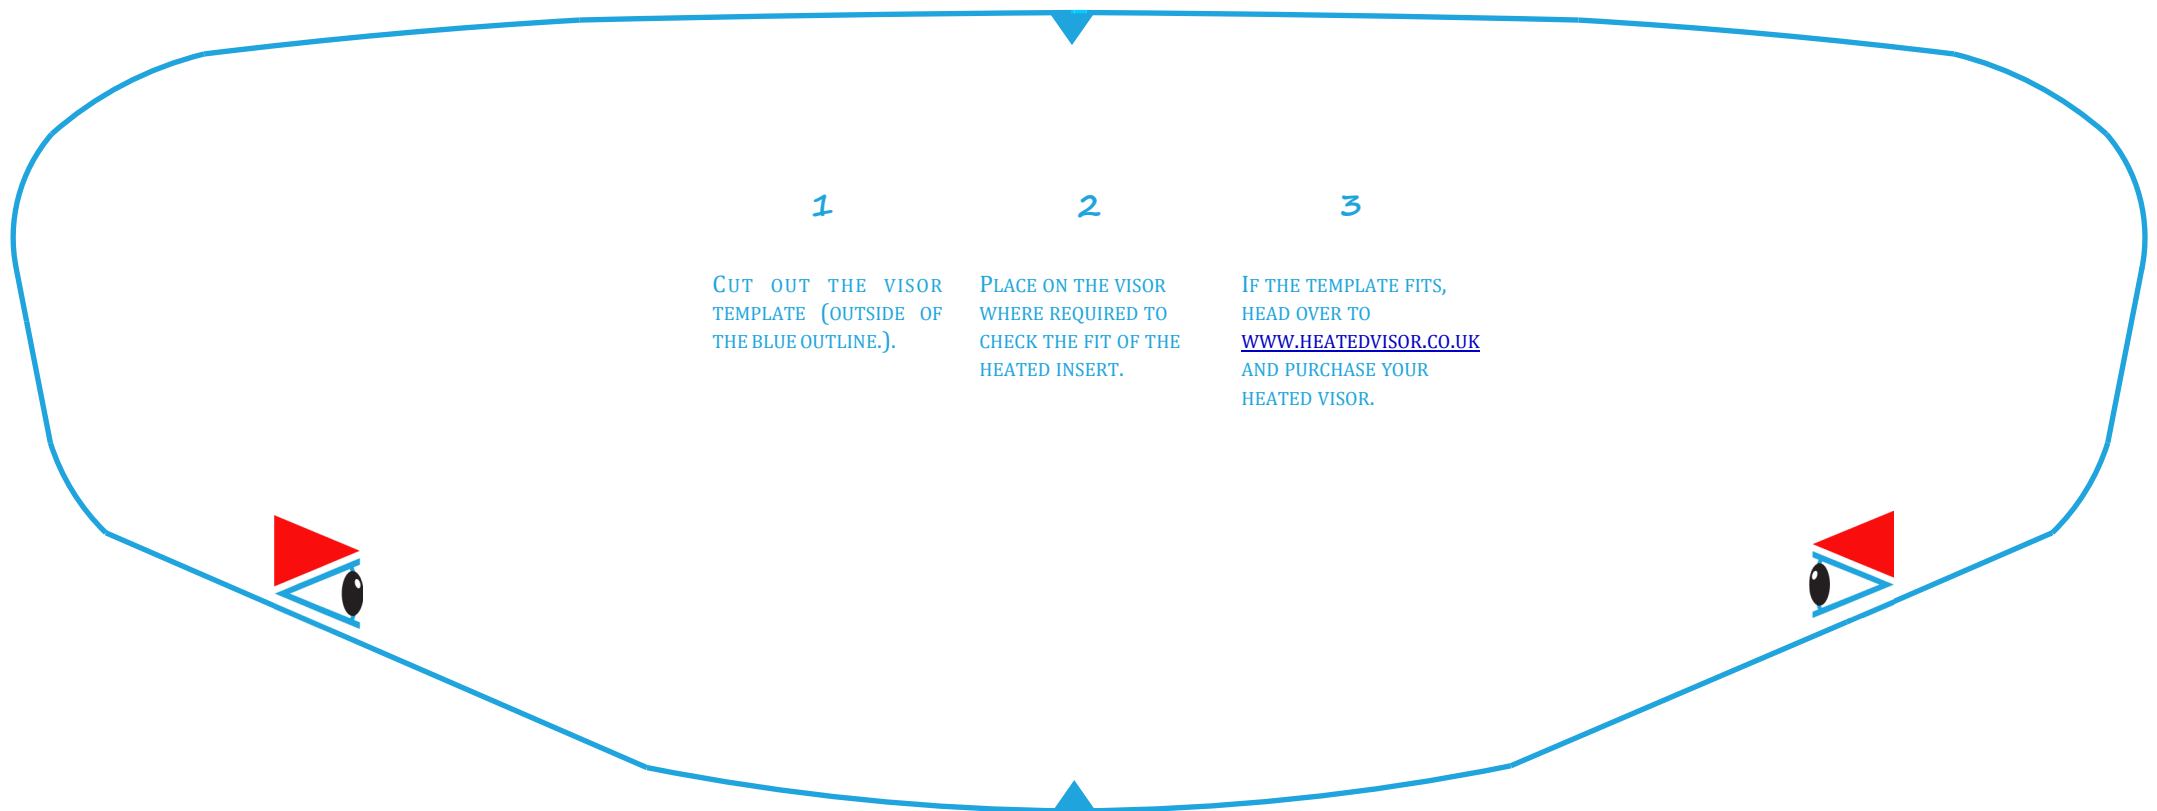 1
CUT OUT THE VISOR
TEMPLATE (OUTSIDE OF
THE BLUE OUTLINE.).
2
PLACE ON THE VISOR
WHERE REQUIRED TO
CHECK THE FIT OF THE
HEATED INSERT.
3
IF THE TEMPLATE FITS,
HEAD OVER TO
WWW.HEATEDVISOR.CO.UK
AND PURCHASE YOUR
HEATED VISOR.